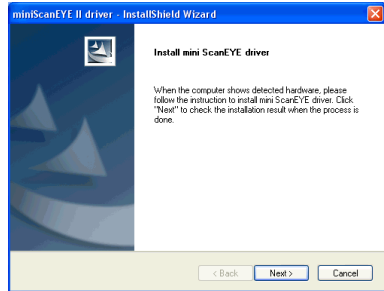 miniScanEYE II driver - InstallShield Wizard
Install mini ScanEYE driver
When the computer shows detected hardware, please
follow the instruction to install mini ScanEYE driver. Click
"Next" to check the installation result when the process is
done.
< Back Next > Cancel